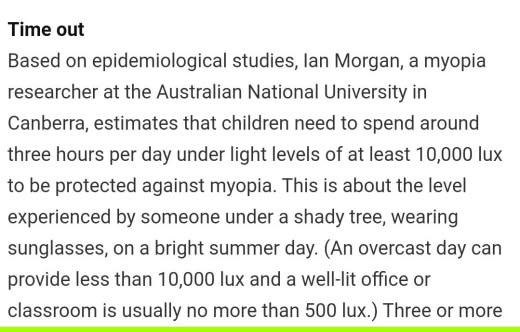 Time out
Based on epidemiological studies, Ian Morgan, a myopia
researcher at the Australian National University in
Canberra, estimates that children need to spend around
three hours per day under light levels of at least 10,000 lux
to be protected against myopia. This is about the level
experienced by someone under a shady tree, wearing
sunglasses, on a bright summer day. (An overcast day can
provide less than 10,000 lux and a well-lit office or
classroom is usually no more than 500 lux.) Three or more